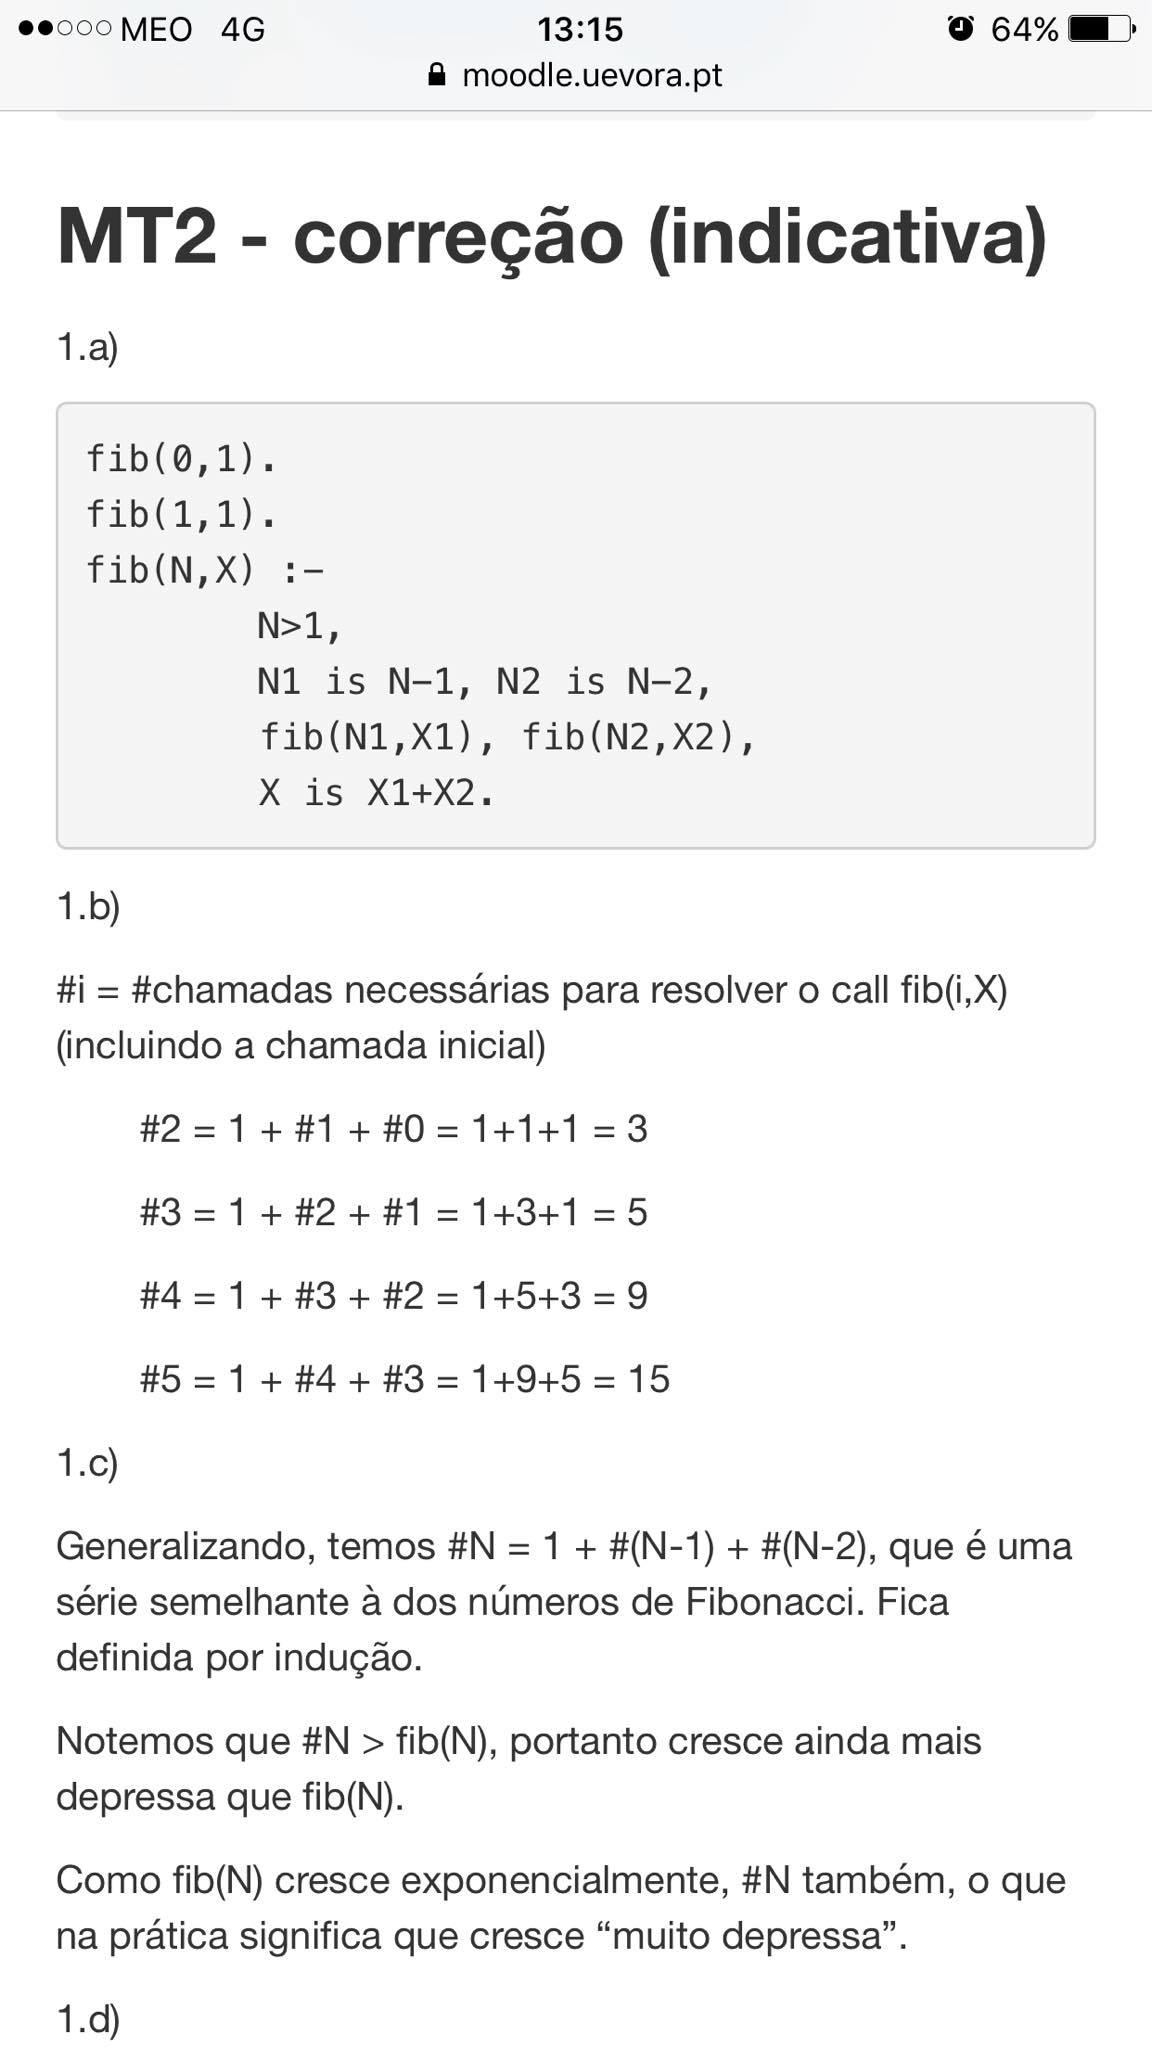 MEO 4G 13:15 64%
moodle.uevora.pt
MT2 - correção (indicativa)
1.a)
fib(0,1).
fib(1,1).
fib(N,X) :-
N>1,
N1 is N-1, N2 is N-2,
fib(N1,X1), fib(N2,X2),
X is X1+X2.
1.b)
#i = #chamadas necessárias para resolver o call fib(i,X)
(incluindo a chamada inicial)
#2 = 1 + #1 + #0 = 1+1+1 = 3
#3 = 1 + #2 + #1 = 1+3+1 = 5
#4 = 1 + #3 + #2 = 1+5+3 = 9
#5 = 1 + #4 + #3 = 1+9+5 = 15
1.c)
Generalizando, temos #N = 1 + #(N-1) + #(N-2), que é uma
série semelhante à dos números de Fibonacci. Fica
definida por indução.
Notemos que #N > fib(N), portanto cresce ainda mais
depressa que fib(N).
Como fib(N) cresce exponencialmente, #N também, o que
na prática significa que cresce “muito depressa”.
1.d)